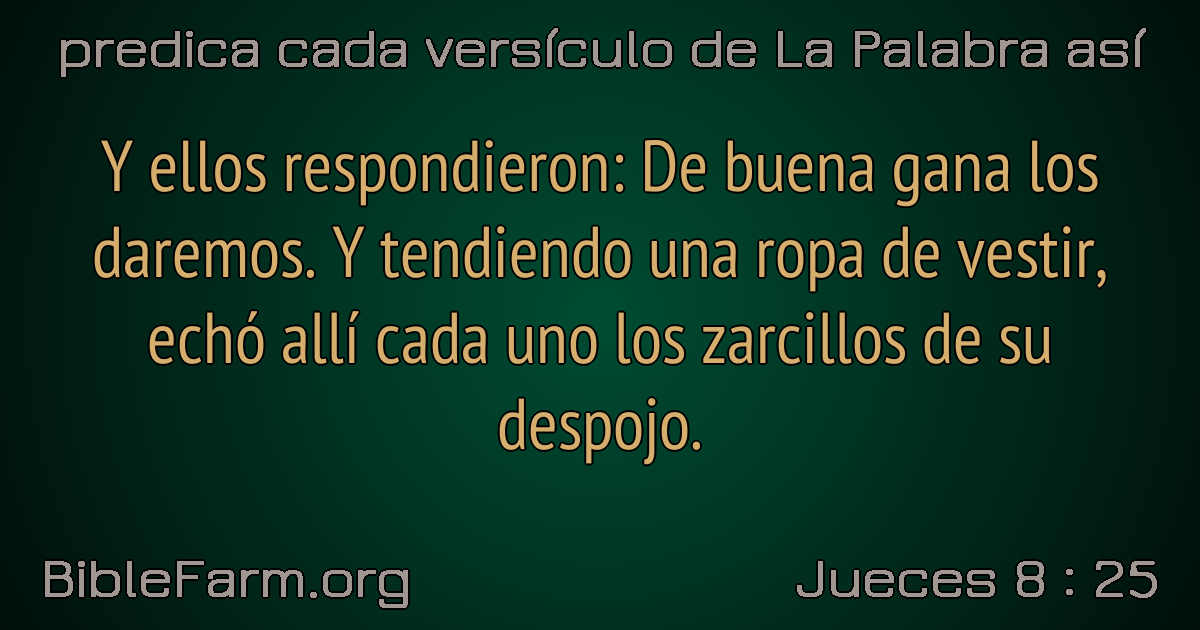 predica cada versículo de La Palabra así
Y ellos respondieron: De buena gana los
daremos. Y tendiendo una ropa de vestir,
echó allí cada uno los zarcillos de su
despojo.
BibleFarm.org
Jueces 8 : 25